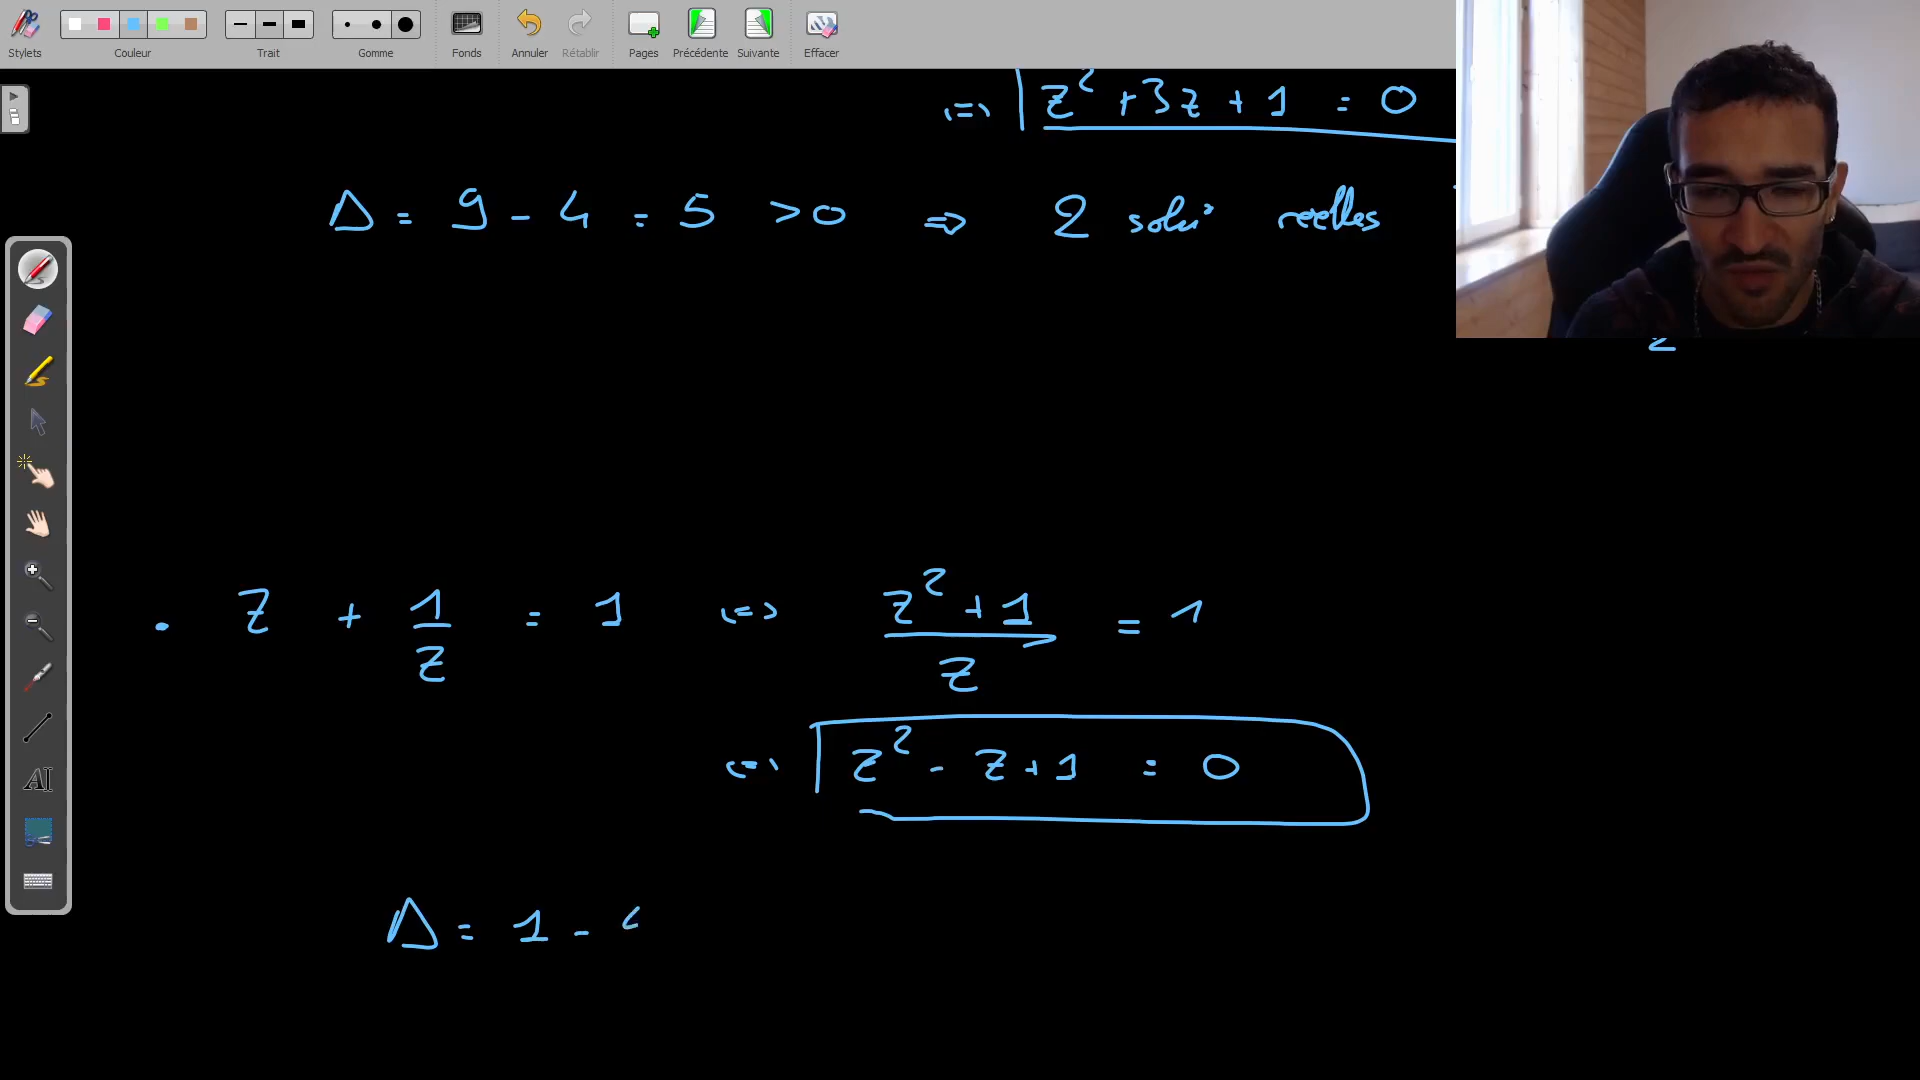 Stylets Couleur Trait Gomme Fonds Annuler Rétablir Pages Précédente Suivante Effacer
<=> z² + 3z + 1 = 0
Δ = 9 - 4 = 5 > 0 => 2 solu° réelles
z
z + 1/z = 1 <=> (z² + 1)/z = 1
<=> z² - z + 1 = 0
Δ = 1 -